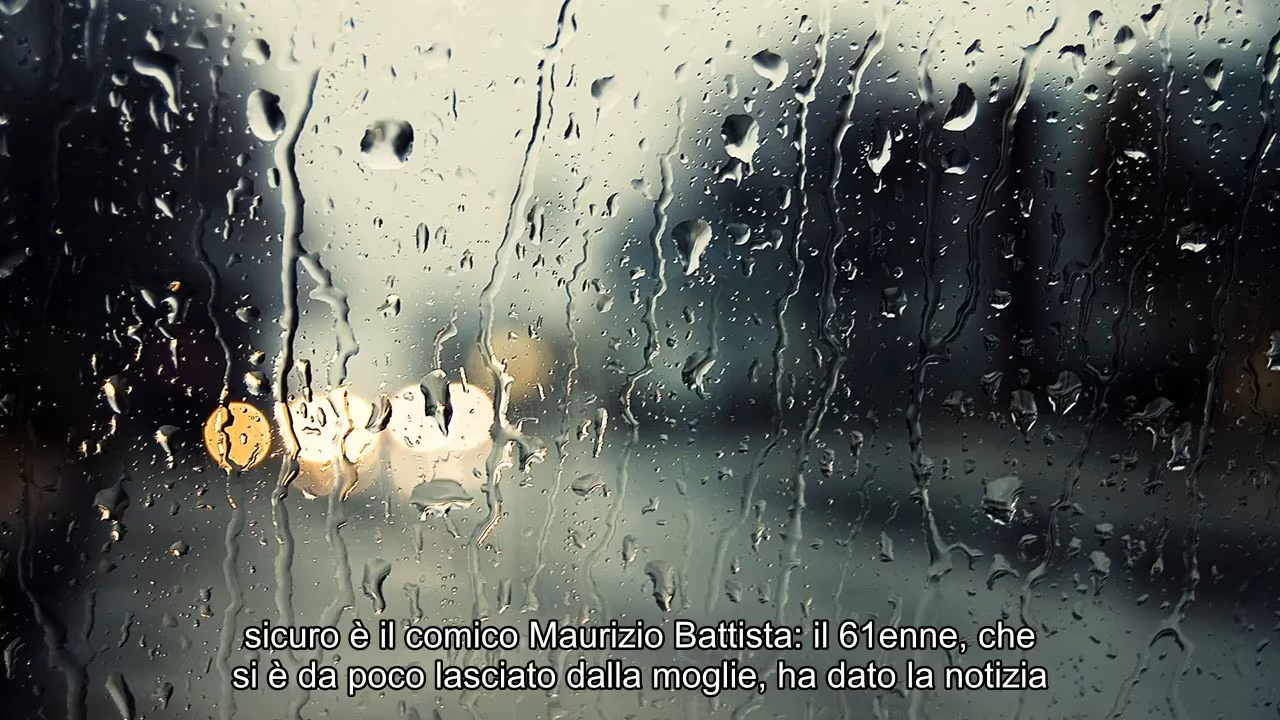 sicuro è il comico Maurizio Battista: il 61enne, che
si è da poco lasciato dalla moglie, ha dato la notizia